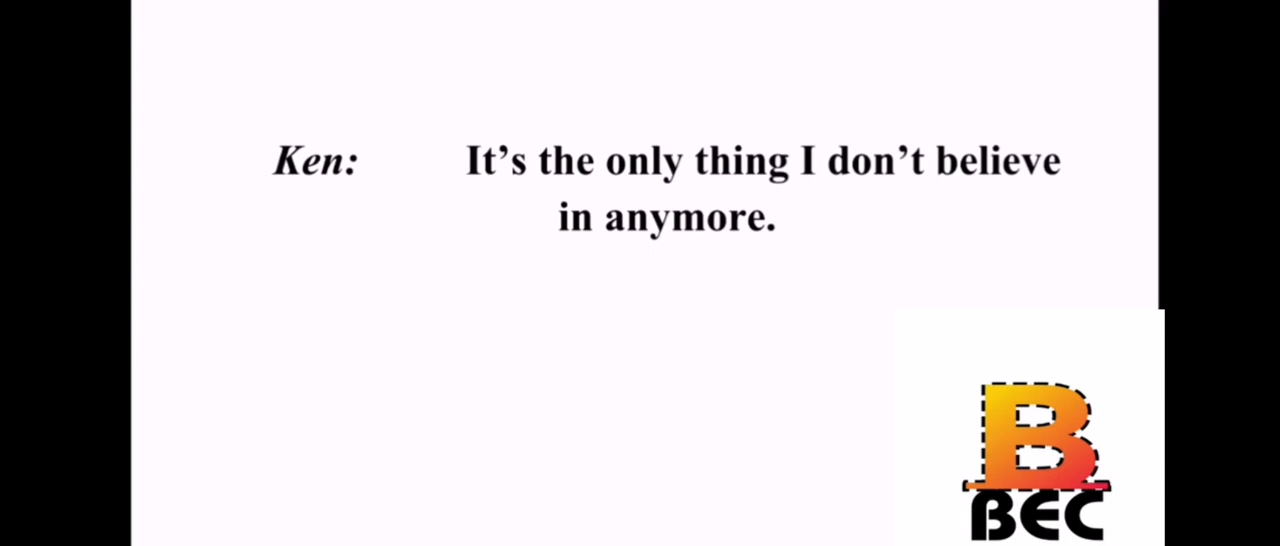 Ken: It’s the only thing I don’t believe
in anymore.
B
BEC